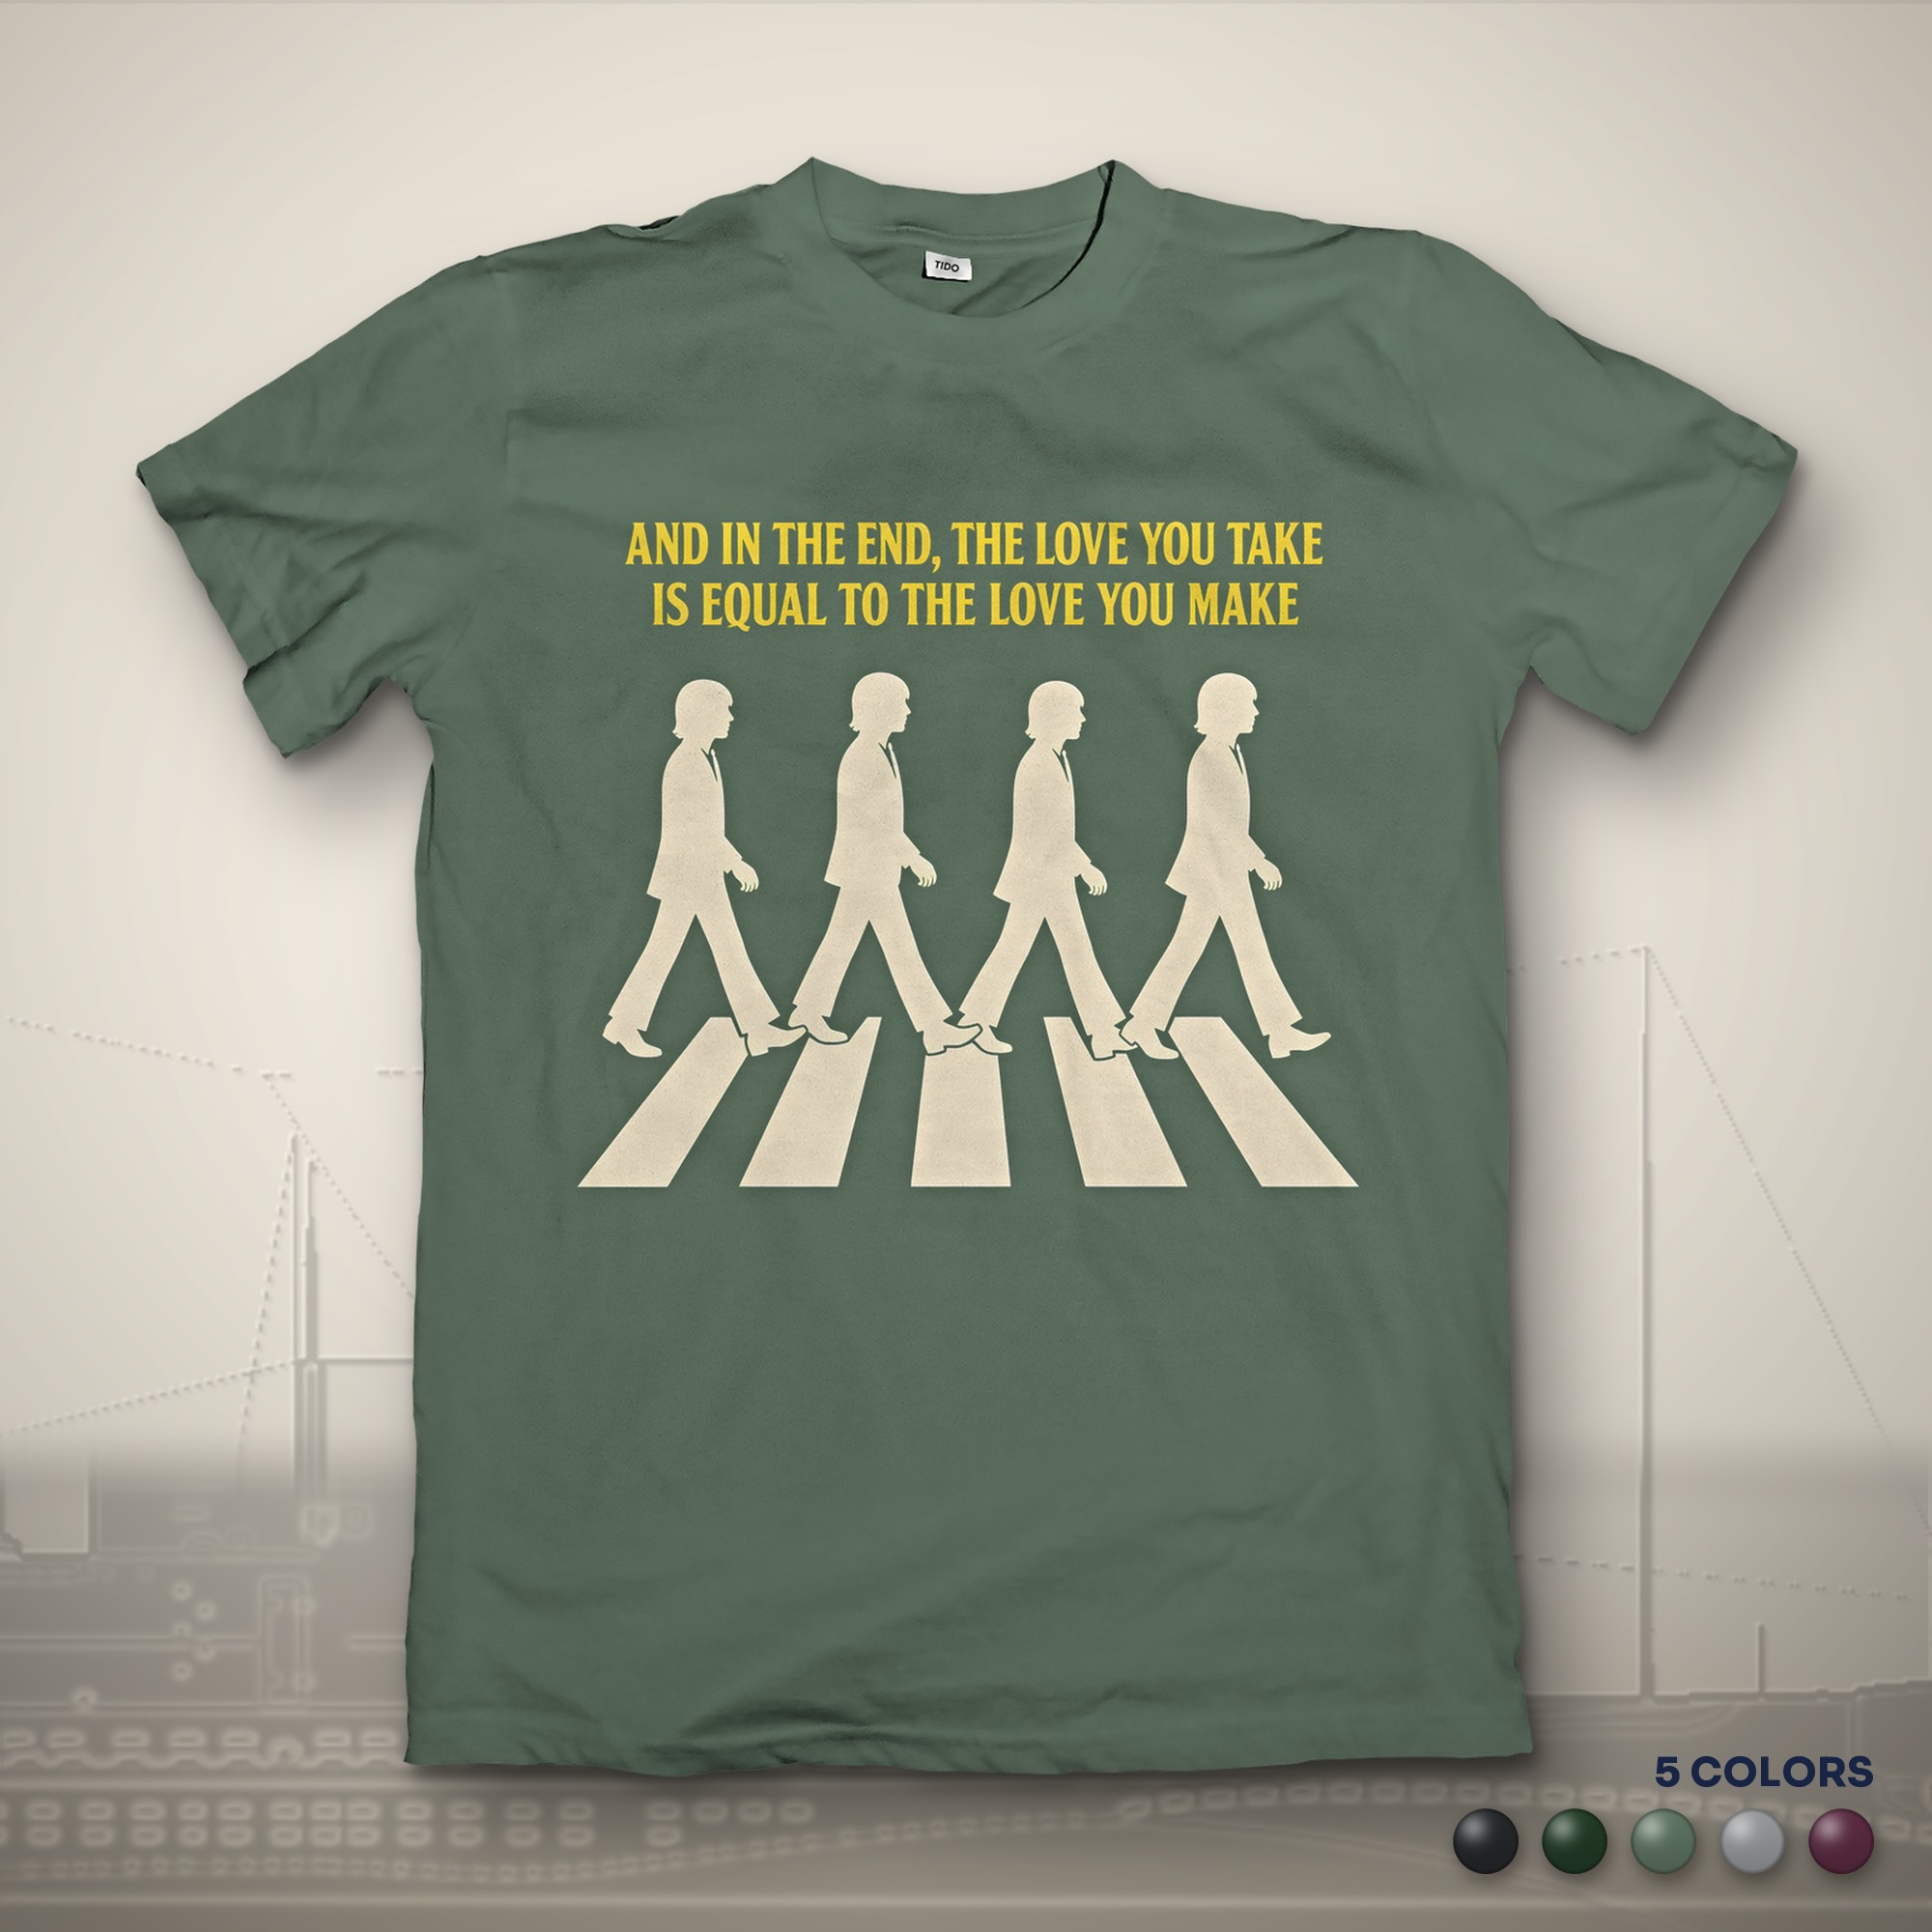 TIDO
AND IN THE END, THE LOVE YOU TAKE
IS EQUAL TO THE LOVE YOU MAKE
5 COLORS